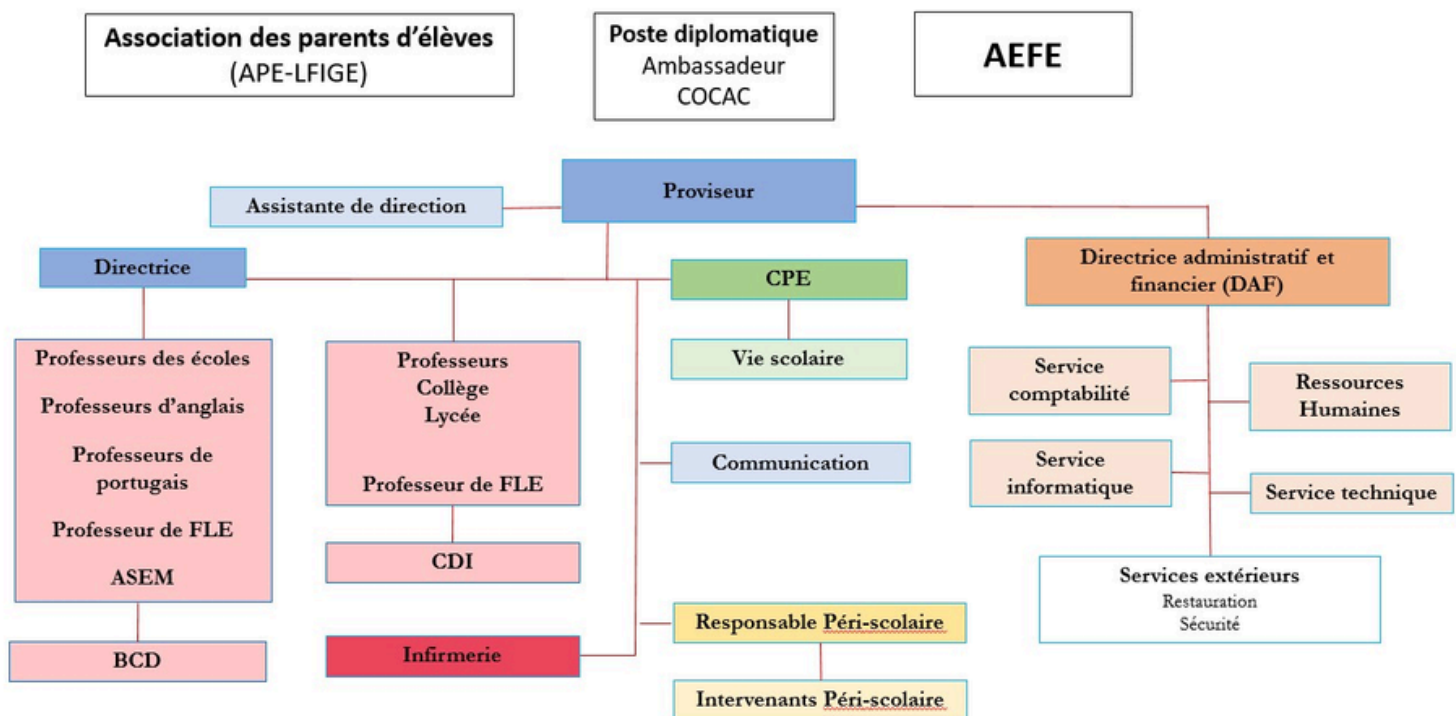 Association des parents d'élèves
(APE-LFIGE)
Poste diplomatique
Ambassadeur
COCAC
AEFE
Proviseur
Assistante de direction
Directrice
CPE
Directrice administratif et
financier (DAF)
Professeurs des écoles
Professeurs d'anglais
Professeurs de
portugais
Professeur de FLE
ASEM
BCD
Professeurs
Collège
Lycée
Professeur de FLE
CDI
Infirmerie
Vie scolaire
Communication
Responsable Péri-scolaire
Intervenants Péri-scolaire
Service
comptabilité
Ressources
Humaines
Service
informatique
Service technique
Services extérieurs
Restauration
Sécurité